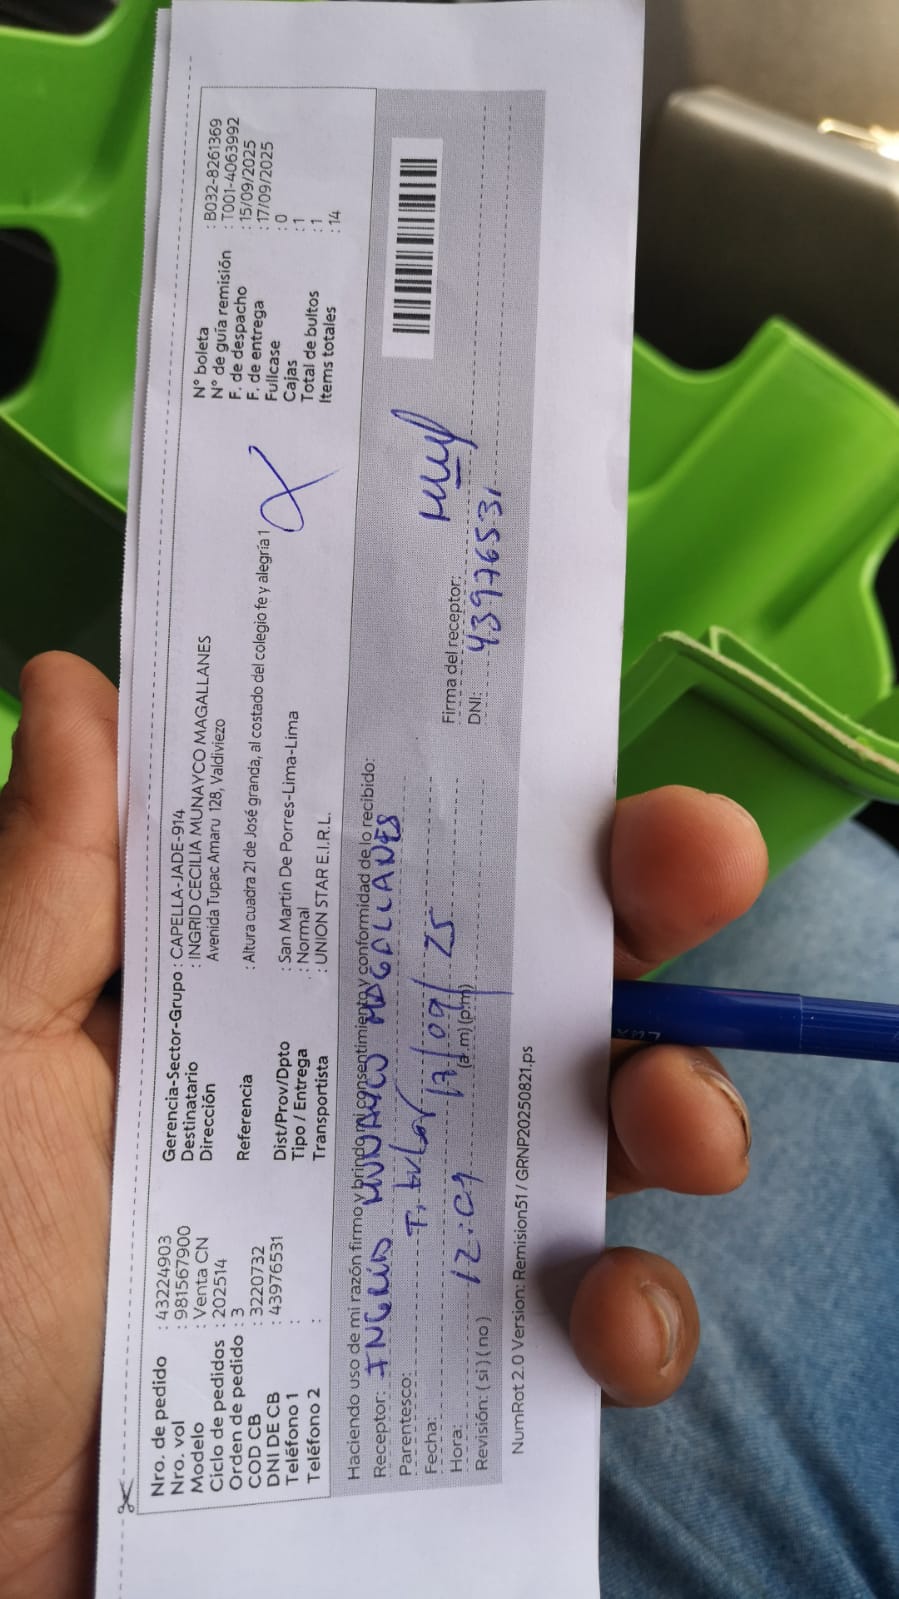 Nro. de pedido : 43224903
Nro. vol : 981567900
Modelo : Venta CN
Ciclo de pedidos : 202514
Orden de pedido : 3
COD CB : 3220732
DNI DE CB : 43976531
Teléfono 1 :
Teléfono 2 :
Gerencia-Sector-Grupo : CAPELLA-JADE-914
Destinatario : INGRID CECILIA MUNAYCO MAGALLANES
Dirección Avenida Tupac Amaru 128, Valdiviezo
Referencia : Altura cuadra 21 de José granda, al costado del colegio fe y alegría 1
Dist/Prov/Dpto : San Martin De Porres-Lima-Lima
Tipo / Entrega : Normal
Transportista : UNION STAR E.I.R.L.
N° boleta : B032-8261369
N° de guía remisión : T001-4063992
F. de despacho : 15/09/2025
F. de entrega : 17/09/2025
Fullcase : 0
Cajas : 1
Total de bultos : 1
Items totales : 14
Haciendo uso de mi razón firmo y brindo mi consentimiento y conformidad de lo recibido:
Receptor: INGRID MUNAYCO MAGALLANES
Parentesco: Titular
Fecha: 17/09/25
Hora: 12:09 (a.m)(p.m)
Revisión: (si)(no)
Firma del receptor:
DNI: 43976531
NumRot 2.0 Version: Remision51 / GRNP20250821.ps